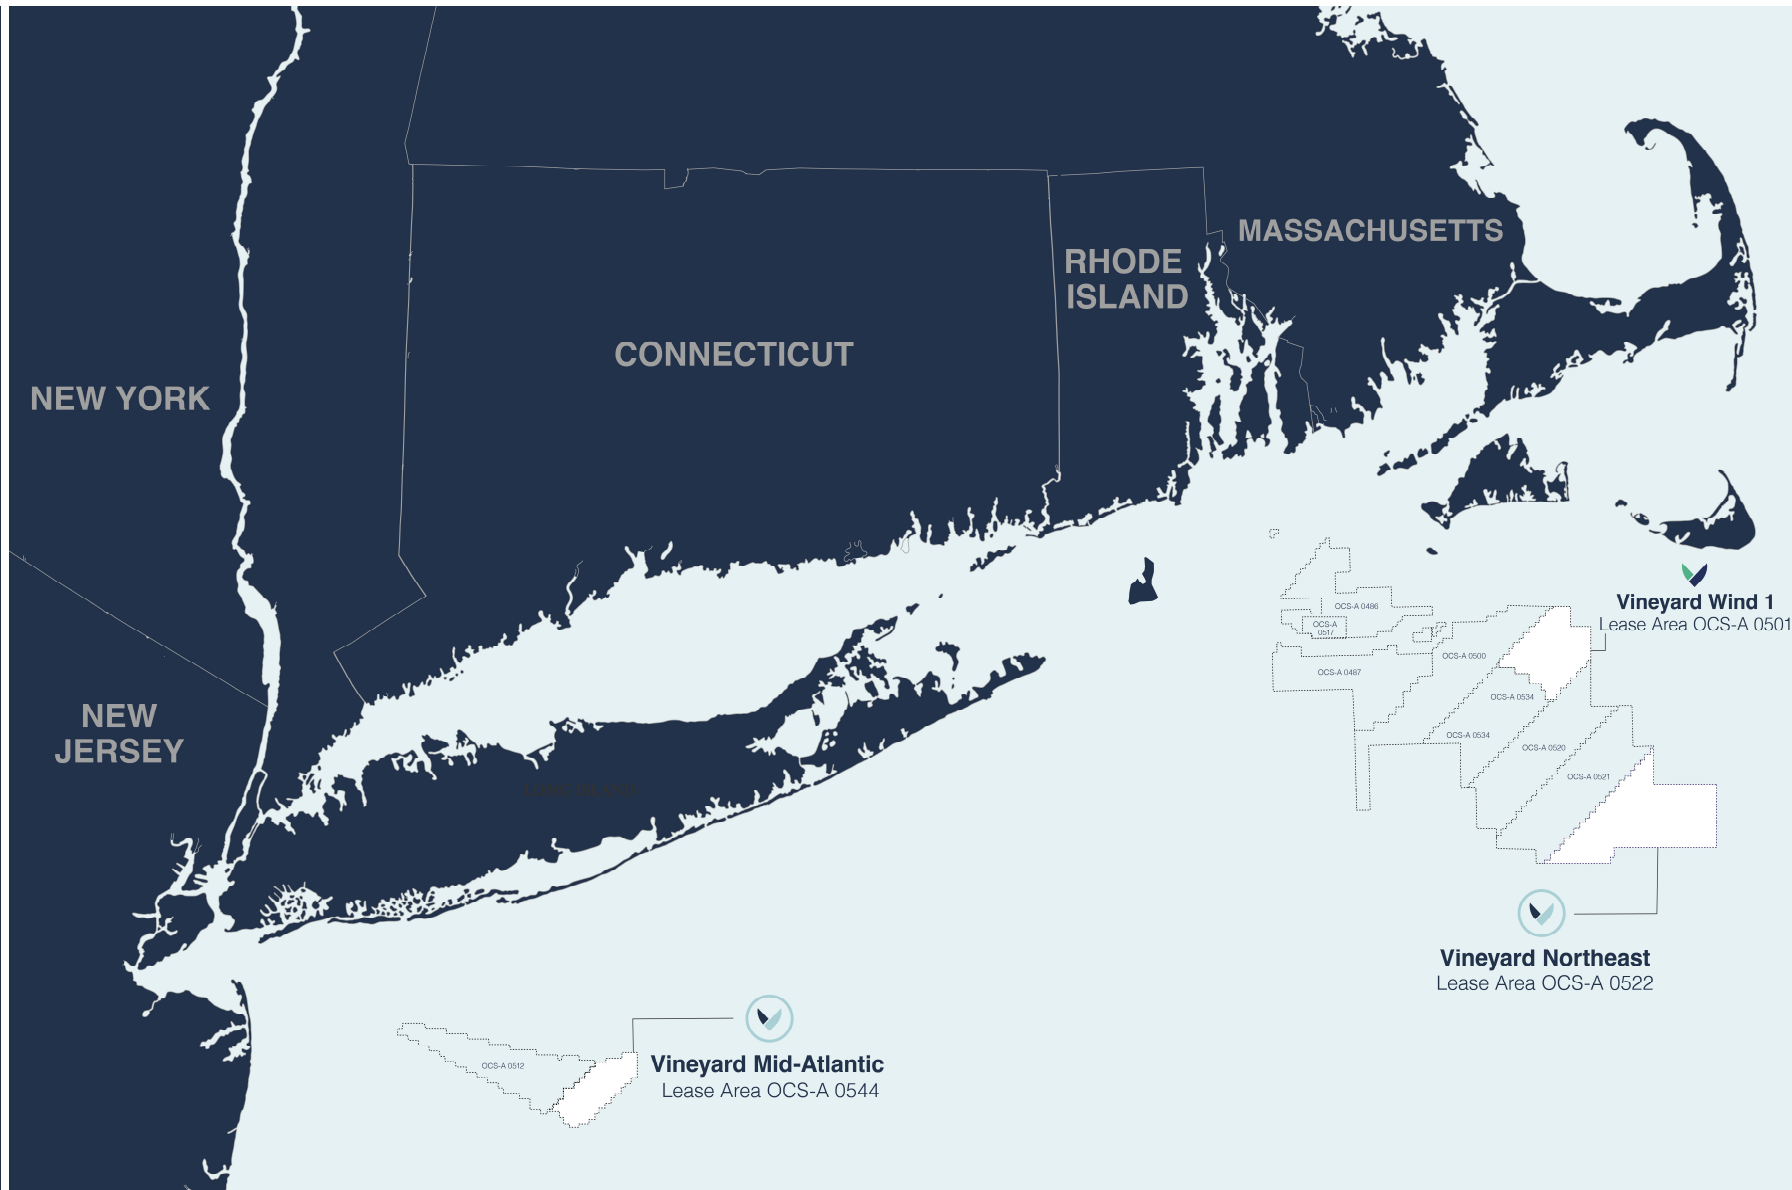 MASSACHUSETTS
RHODE
ISLAND
CONNECTICUT
NEW YORK
NEW
JERSEY
OCS-A 0486
OCS-A
0517
OCS-A 0487
OCS-A 0500
OCS-A 0534
OCS-A 0534
OCS-A 0520
OCS-A 0521
Vineyard Wind 1
Lease Area OCS-A 0501
Vineyard Northeast
Lease Area OCS-A 0522
OCS-A 0512
Vineyard Mid-Atlantic
Lease Area OCS-A 0544